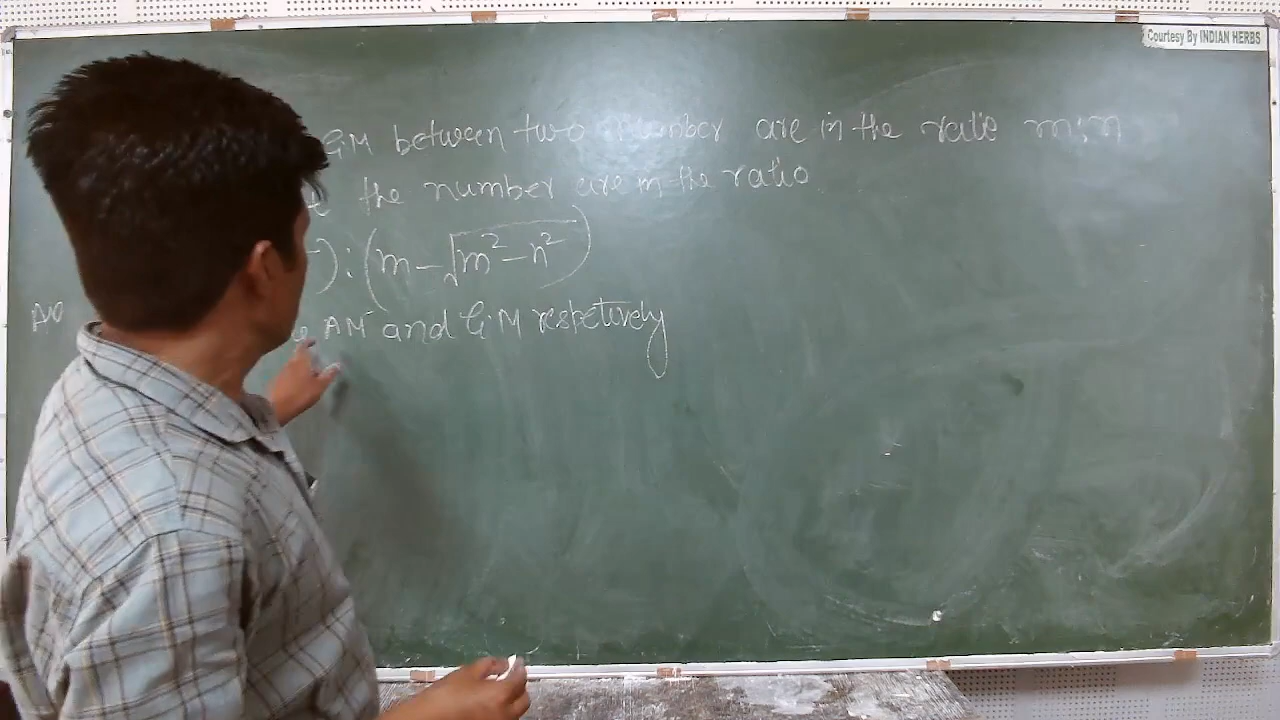 Courtesy By INDIAN HERBS
GM between two number are in the ratio m:n
the number are in the ratio
) : (m - √m² - n²)
AM and GM respetively